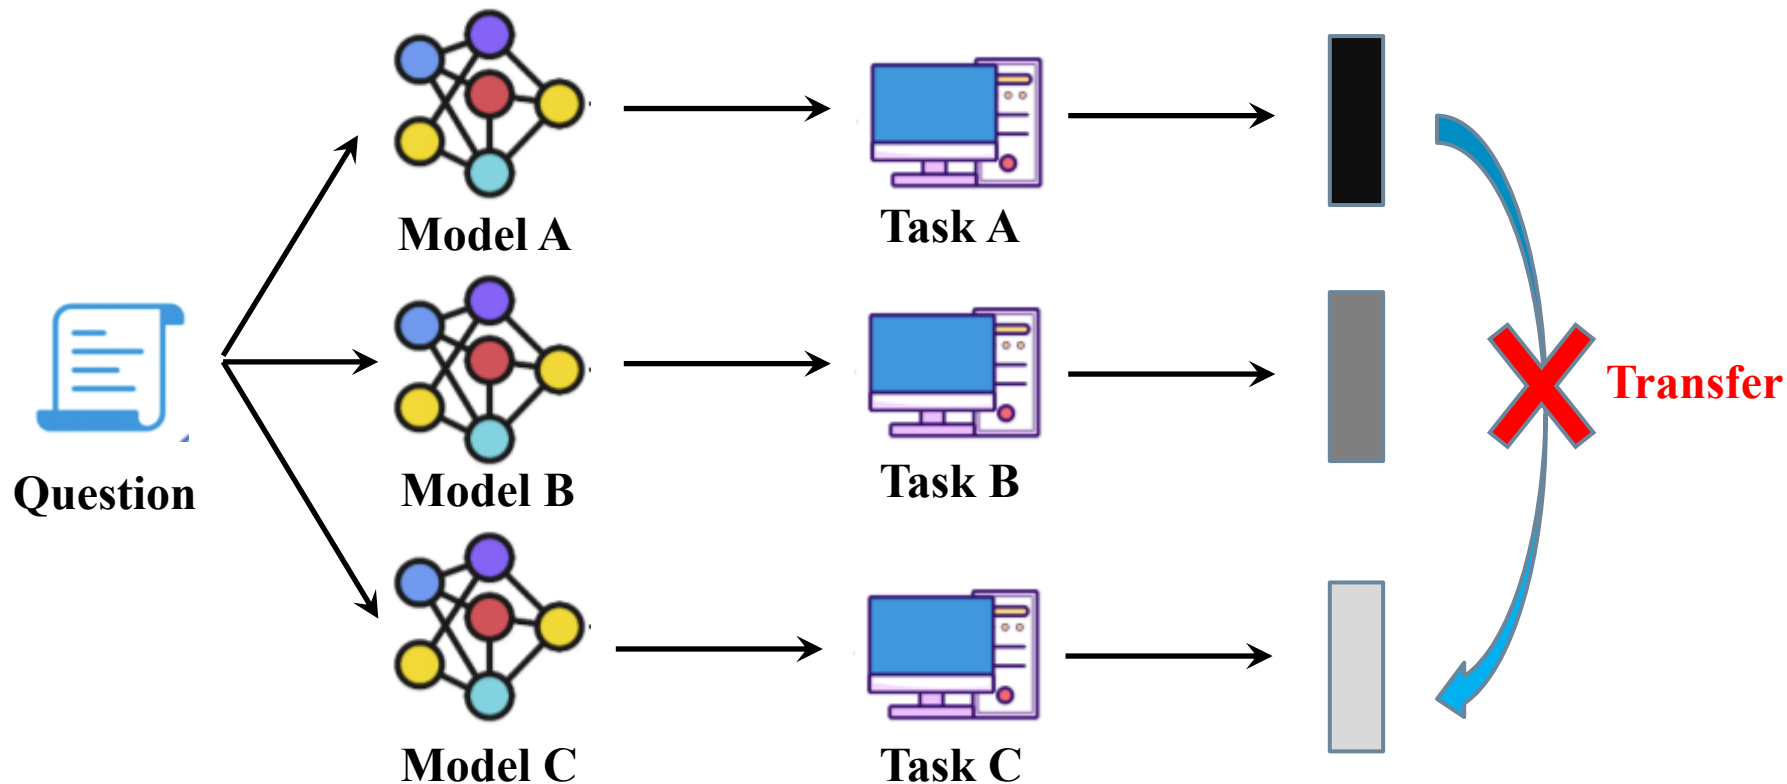 Model A
Task A
Question
Model B
Task B
Transfer
Model C
Task C